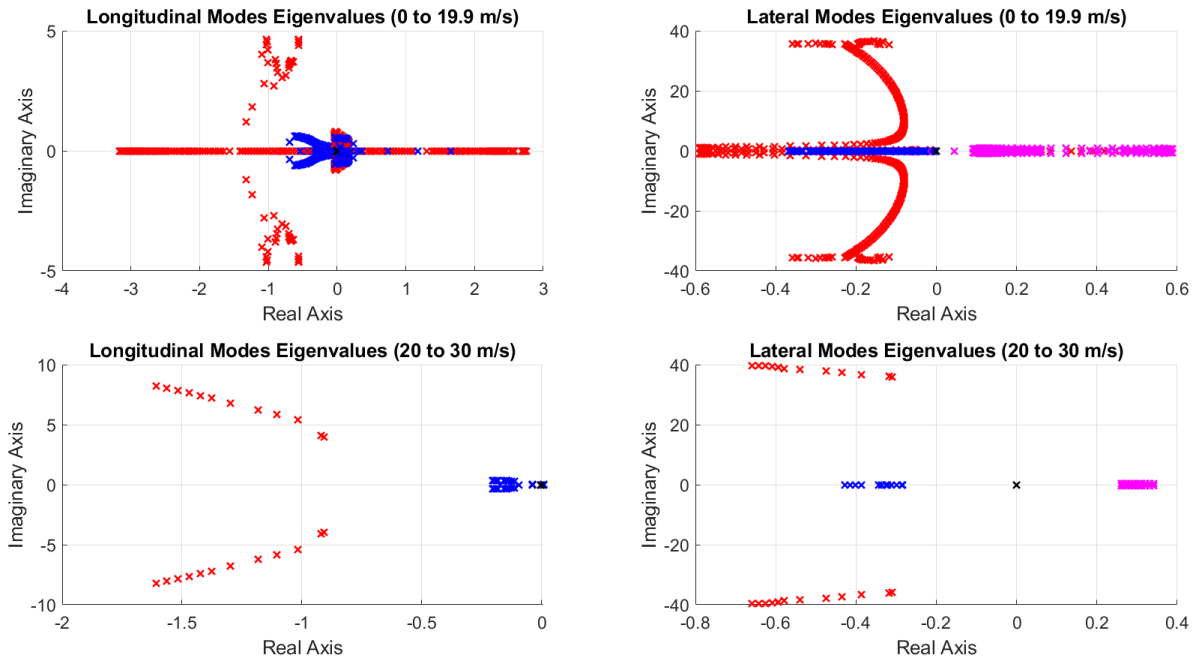 Longitudinal Modes Eigenvalues (0 to 19.9 m/s)
5
0
-5
Imaginary Axis
-4 -3 -2 -1 0 1 2 3
Real Axis
Lateral Modes Eigenvalues (0 to 19.9 m/s)
40
20
0
-20
-40
Imaginary Axis
-0.6 -0.4 -0.2 0 0.2 0.4 0.6
Real Axis
Longitudinal Modes Eigenvalues (20 to 30 m/s)
10
5
0
-5
-10
Imaginary Axis
-2 -1.5 -1 -0.5 0
Real Axis
Lateral Modes Eigenvalues (20 to 30 m/s)
40
20
0
-20
-40
Imaginary Axis
-0.8 -0.6 -0.4 -0.2 0 0.2 0.4
Real Axis